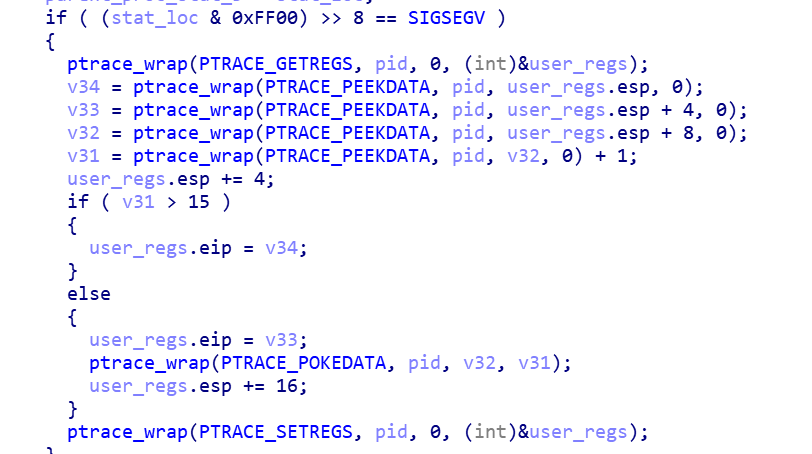 if ( (stat_loc & 0xFF00) >> 8 == SIGSEGV )
{
ptrace_wrap(PTRACE_GETREGS, pid, 0, (int)&user_regs);
v34 = ptrace_wrap(PTRACE_PEEKDATA, pid, user_regs.esp, 0);
v33 = ptrace_wrap(PTRACE_PEEKDATA, pid, user_regs.esp + 4, 0);
v32 = ptrace_wrap(PTRACE_PEEKDATA, pid, user_regs.esp + 8, 0);
v31 = ptrace_wrap(PTRACE_PEEKDATA, pid, v32, 0) + 1;
user_regs.esp += 4;
if ( v31 > 15 )
{
user_regs.eip = v34;
}
else
{
user_regs.eip = v33;
ptrace_wrap(PTRACE_POKEDATA, pid, v32, v31);
user_regs.esp += 16;
}
ptrace_wrap(PTRACE_SETREGS, pid, 0, (int)&user_regs);